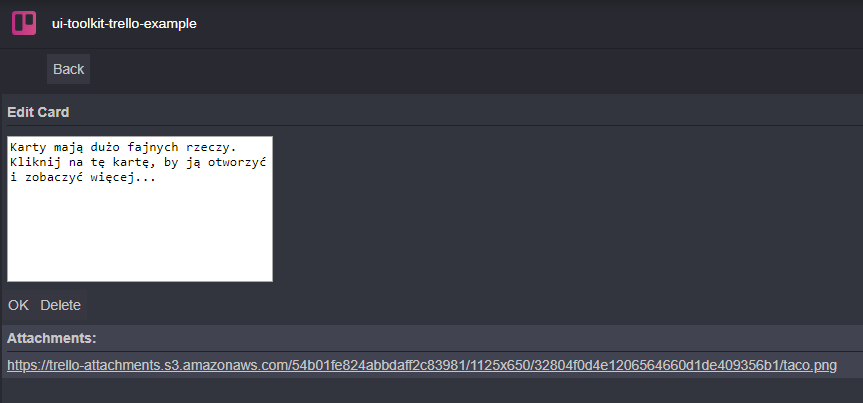 ui-toolkit-trello-example
Back
Edit Card
Karty mają dużo fajnych rzeczy.
Kliknij na tę kartę, by ją otworzyć
i zobaczyć więcej...
OK Delete
Attachments:
https://trello-attachments.s3.amazonaws.com/54b01fe824abbdaff2c83981/1125x650/32804f0d4e1206564660d1de409356b1/taco.png